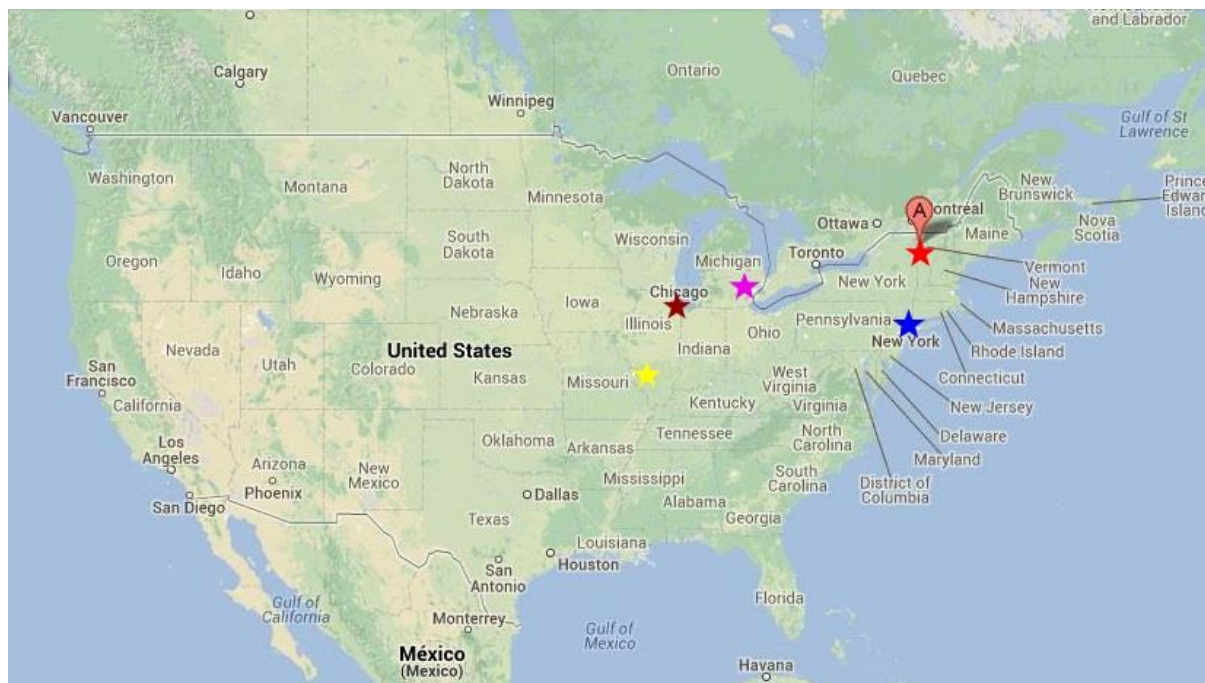 and Labrador
Calgary
Ontario
Quebec
Winnipeg
Vancouver
Gulf of St
Lawrence
Washington
Montana
North
Dakota
Minnesota
New
Brunswick
Prince
Edward
Island
Nova
Scotia
A
Montréal
Ottawa
Maine
Oregon
Idaho
Wyoming
South
Dakota
Wisconsin
Michigan
Toronto
New York
Vermont
New
Hampshire
Massachusetts
Rhode Island
Connecticut
New Jersey
Delaware
Maryland
District of
Columbia
Nebraska
Iowa
Chicago
Illinois
Indiana
Ohio
Pennsylvania
New York
Nevada
Utah
Colorado
United States
Kansas
Missouri
West
Virginia
Kentucky
Virginia
San
Francisco
California
Los
Angeles
San Diego
Arizona
Phoenix
New
Mexico
Oklahoma
Arkansas
Tennessee
North
Carolina
South
Carolina
Mississippi
Alabama
Georgia
Dallas
Texas
Louisiana
Houston
San
Antonio
Florida
Gulf of
California
Monterrey
Gulf of
Mexico
México
(Mexico)
Havana